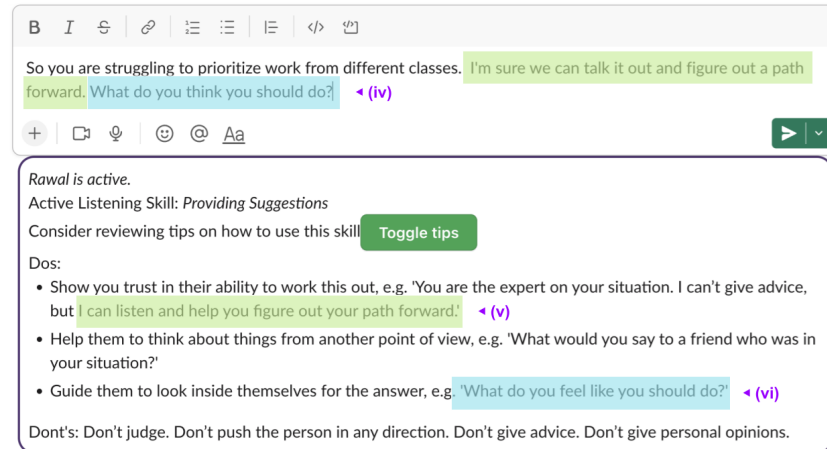 So you are struggling to prioritize work from different classes. I'm sure we can talk it out and figure out a path
forward. What do you think you should do? ◂ (iv)
Aa
Rawal is active.
Active Listening Skill: Providing Suggestions
Consider reviewing tips on how to use this skill Toggle tips
Dos:
• Show you trust in their ability to work this out, e.g. 'You are the expert on your situation. I can’t give advice,
but I can listen and help you figure out your path forward.' ◂ (v)
• Help them to think about things from another point of view, e.g. 'What would you say to a friend who was in
your situation?'
• Guide them to look inside themselves for the answer, e.g. 'What do you feel like you should do?' ◂ (vi)
Dont's: Don’t judge. Don’t push the person in any direction. Don’t give advice. Don’t give personal opinions.